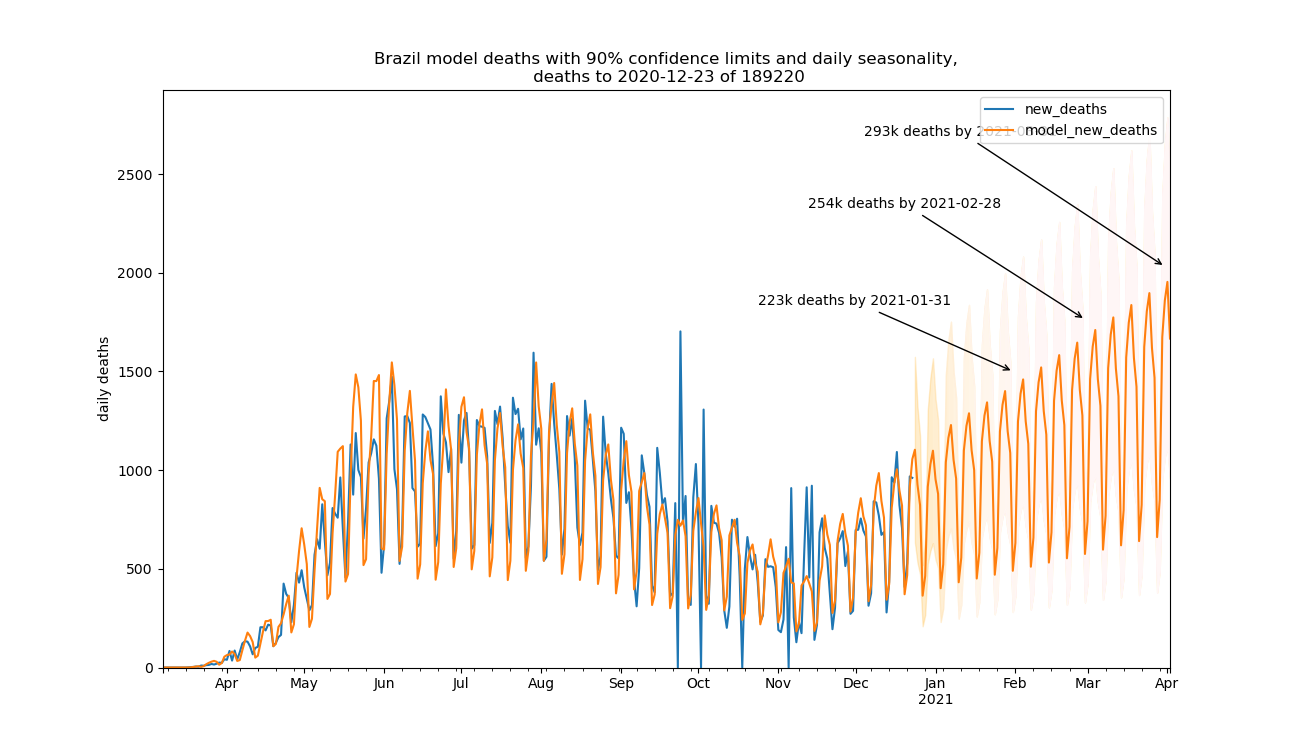 Brazil model deaths with 90% confidence limits and daily seasonality,
deaths to 2020-12-23 of 189220
new_deaths
model_new_deaths
293k deaths by
254k deaths by 2021-02-28
223k deaths by 2021-01-31
daily deaths
2500
2000
1500
1000
500
0
Apr May Jun Jul Aug Sep Oct Nov Dec Jan Feb Mar Apr
2021